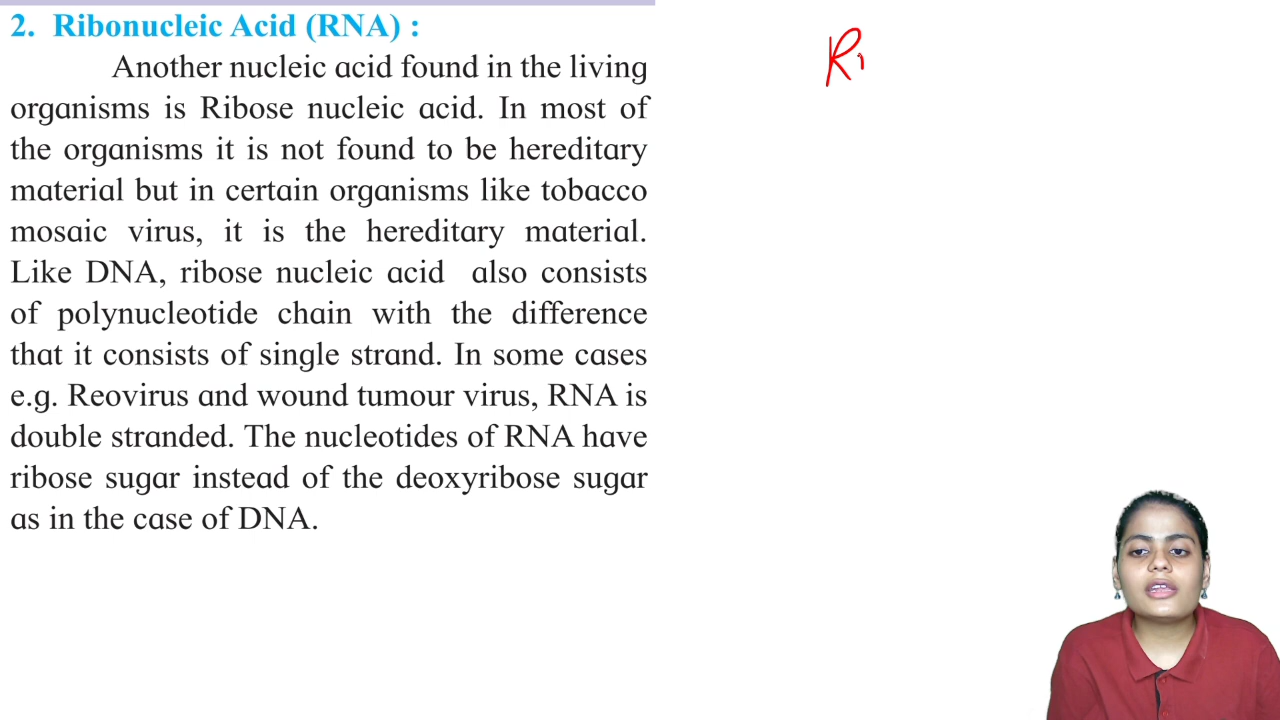 2. Ribonucleic Acid (RNA) :
Another nucleic acid found in the living
organisms is Ribose nucleic acid. In most of
the organisms it is not found to be hereditary
material but in certain organisms like tobacco
mosaic virus, it is the hereditary material.
Like DNA, ribose nucleic acid also consists
of polynucleotide chain with the difference
that it consists of single strand. In some cases
e.g. Reovirus and wound tumour virus, RNA is
double stranded. The nucleotides of RNA have
ribose sugar instead of the deoxyribose sugar
as in the case of DNA.
Ri